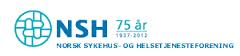 NSH 75 år
1937-2012
NORSK SYKEHUS- OG HELSETJENESTEFORENING